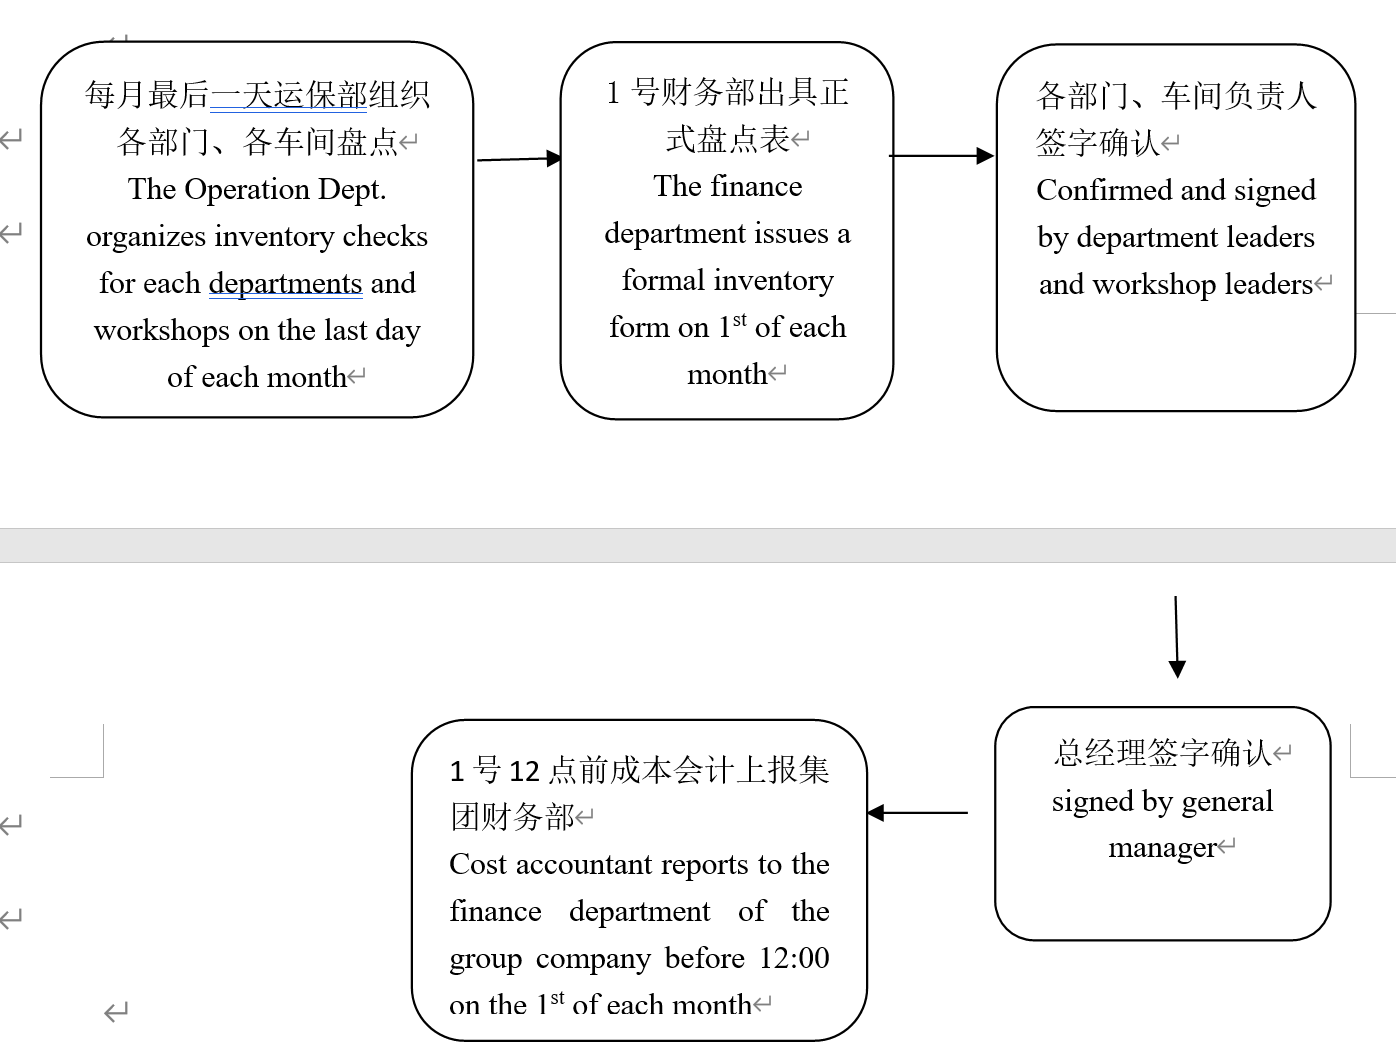 每月最后一天运保部组织
各部门、各车间盘点
The Operation Dept.
organizes inventory checks
for each departments and
workshops on the last day
of each month
1 号财务部出具正
式盘点表
The finance
department issues a
formal inventory
form on 1st of each
month
各部门、车间负责人
签字确认
Confirmed and signed
by department leaders
and workshop leaders
总经理签字确认
signed by general
manager
1 号 12 点前成本会计上报集
团财务部
Cost accountant reports to the
finance department of the
group company before 12:00
on the 1st of each month